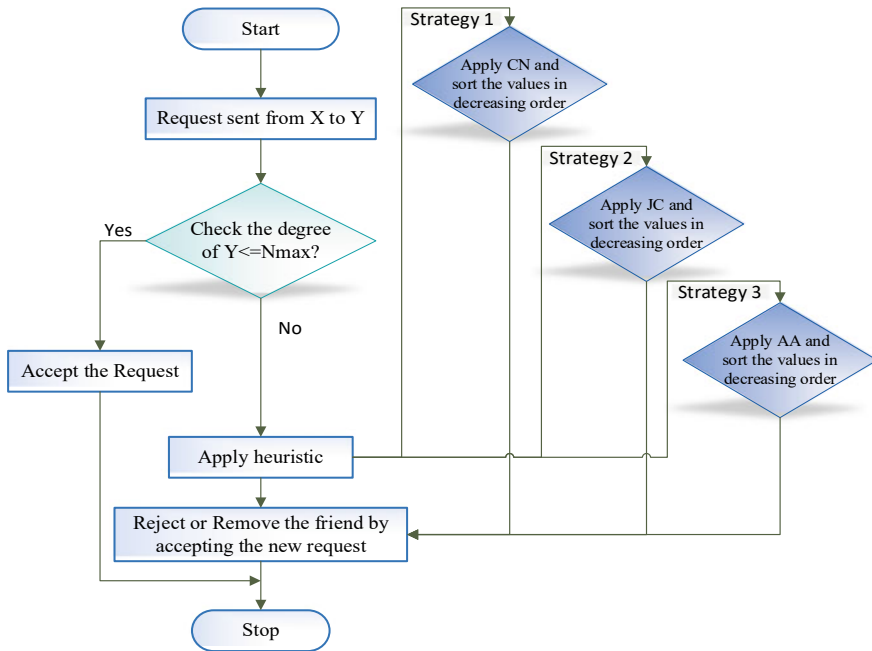 Start
Request sent from X to Y
Check the degree
of Y<=Nmax?
Yes
No
Accept the Request
Apply heuristic
Reject or Remove the friend by
accepting the new request
Stop
Strategy 1
Apply CN and
sort the values in
decreasing order
Strategy 2
Apply JC and
sort the values in
decreasing order
Strategy 3
Apply AA and
sort the values in
decreasing order